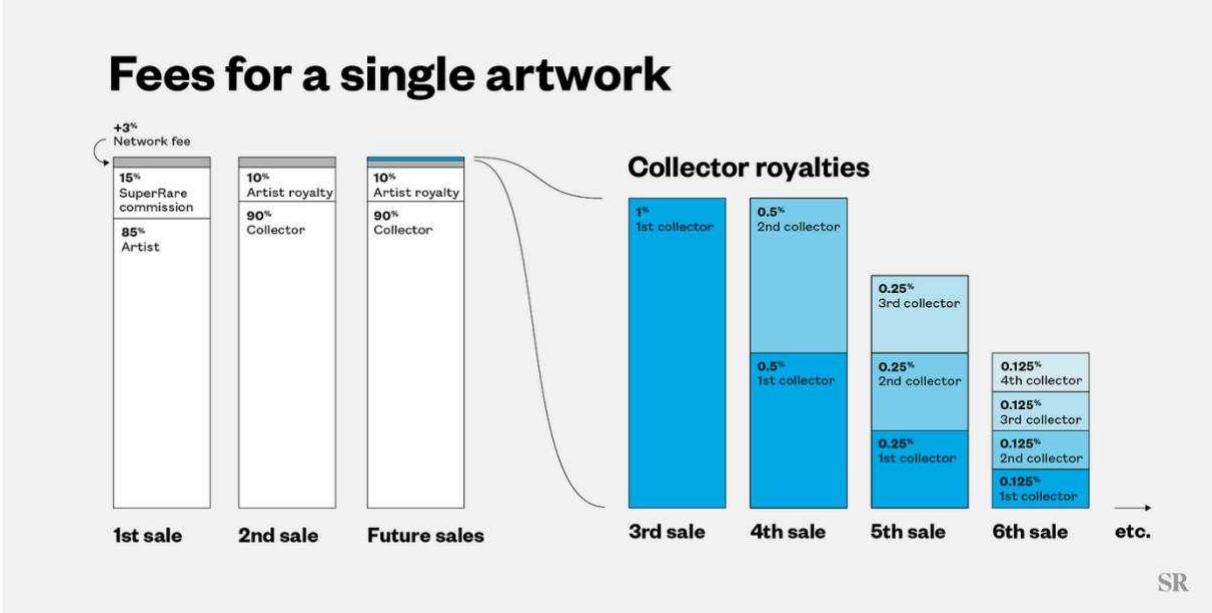 Fees for a single artwork
+3%
Network fee
15%
SuperRare
commission
85%
Artist
1st sale
10%
Artist royalty
90%
Collector
2nd sale
10%
Artist royalty
90%
Collector
Future sales
Collector royalties
1%
1st collector
3rd sale
0.5%
2nd collector
0.5%
1st collector
4th sale
0.25%
3rd collector
0.25%
2nd collector
0.25%
1st collector
5th sale
0.125%
4th collector
0.125%
3rd collector
0.125%
2nd collector
0.125%
1st collector
6th sale
etc.
SR